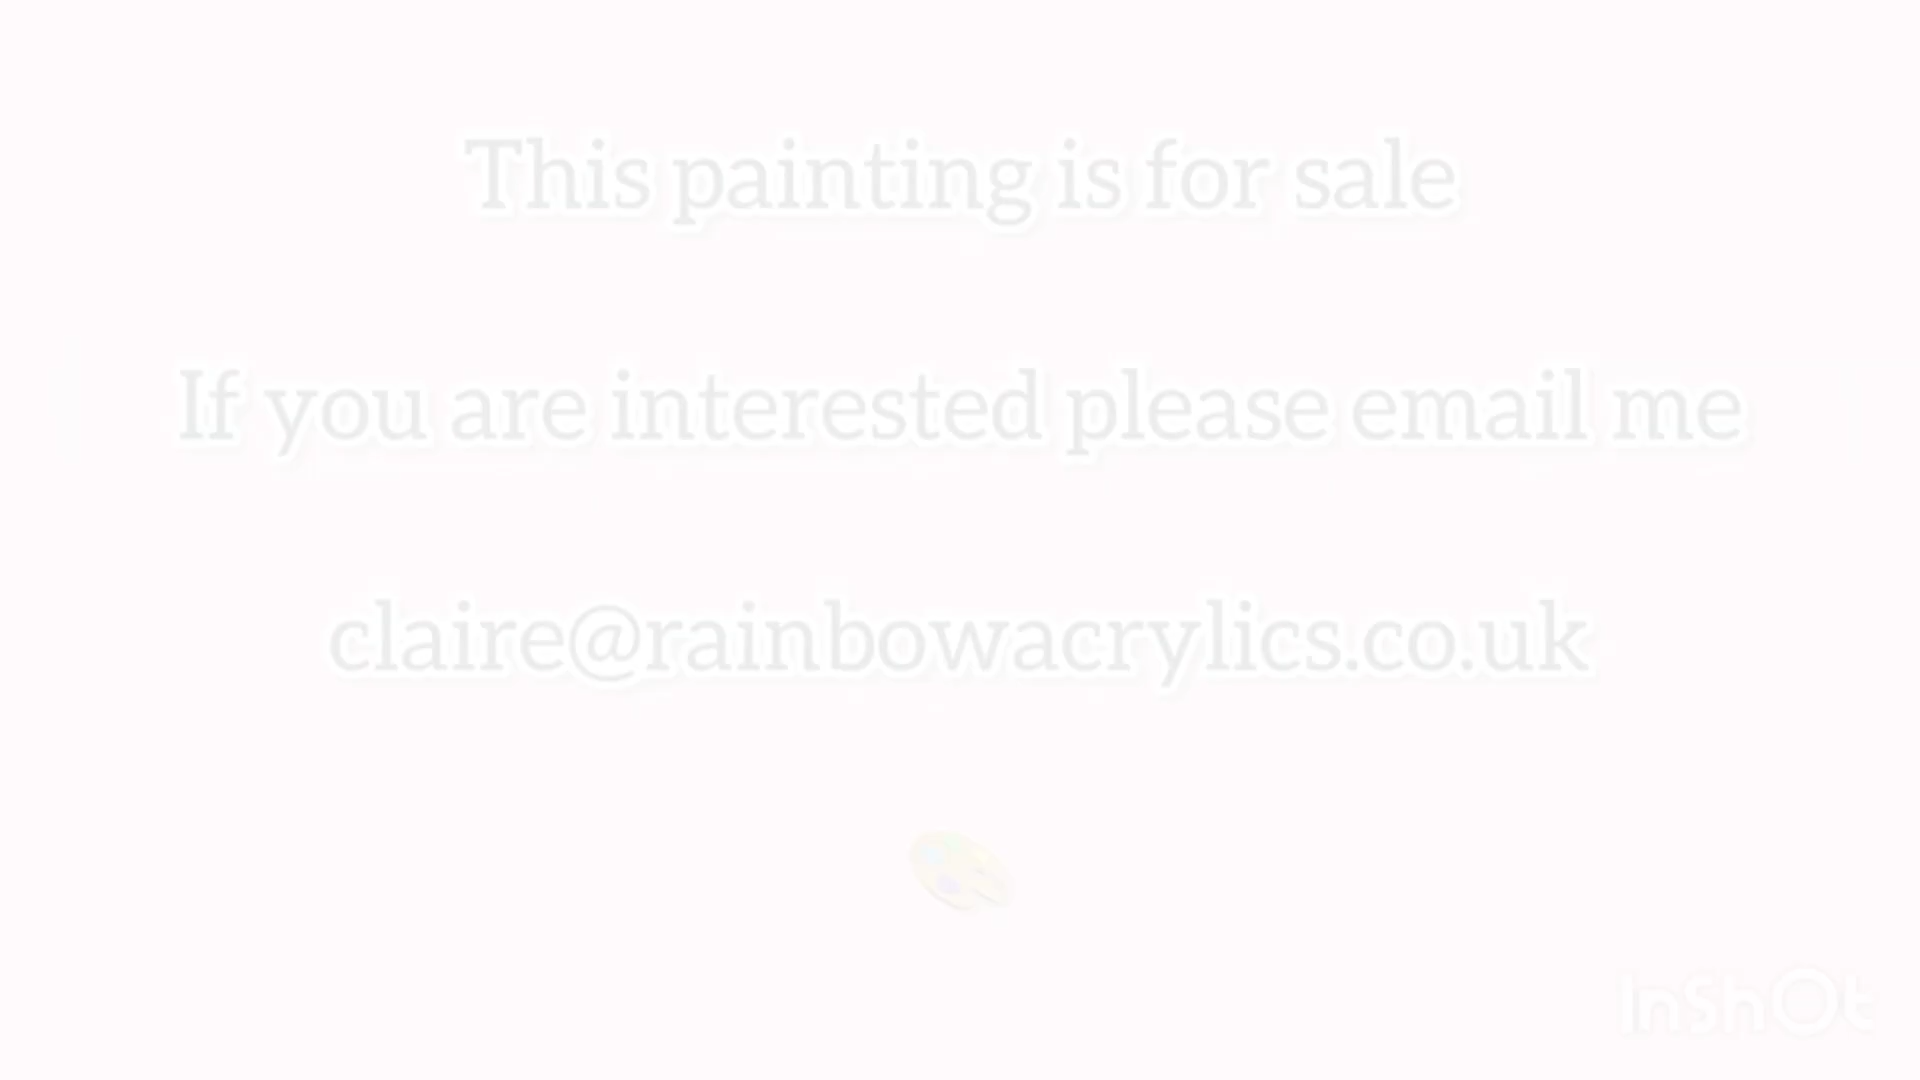 This painting is for sale
If you are interested please email me
claire@rainbowacrylics.co.uk
InShOt